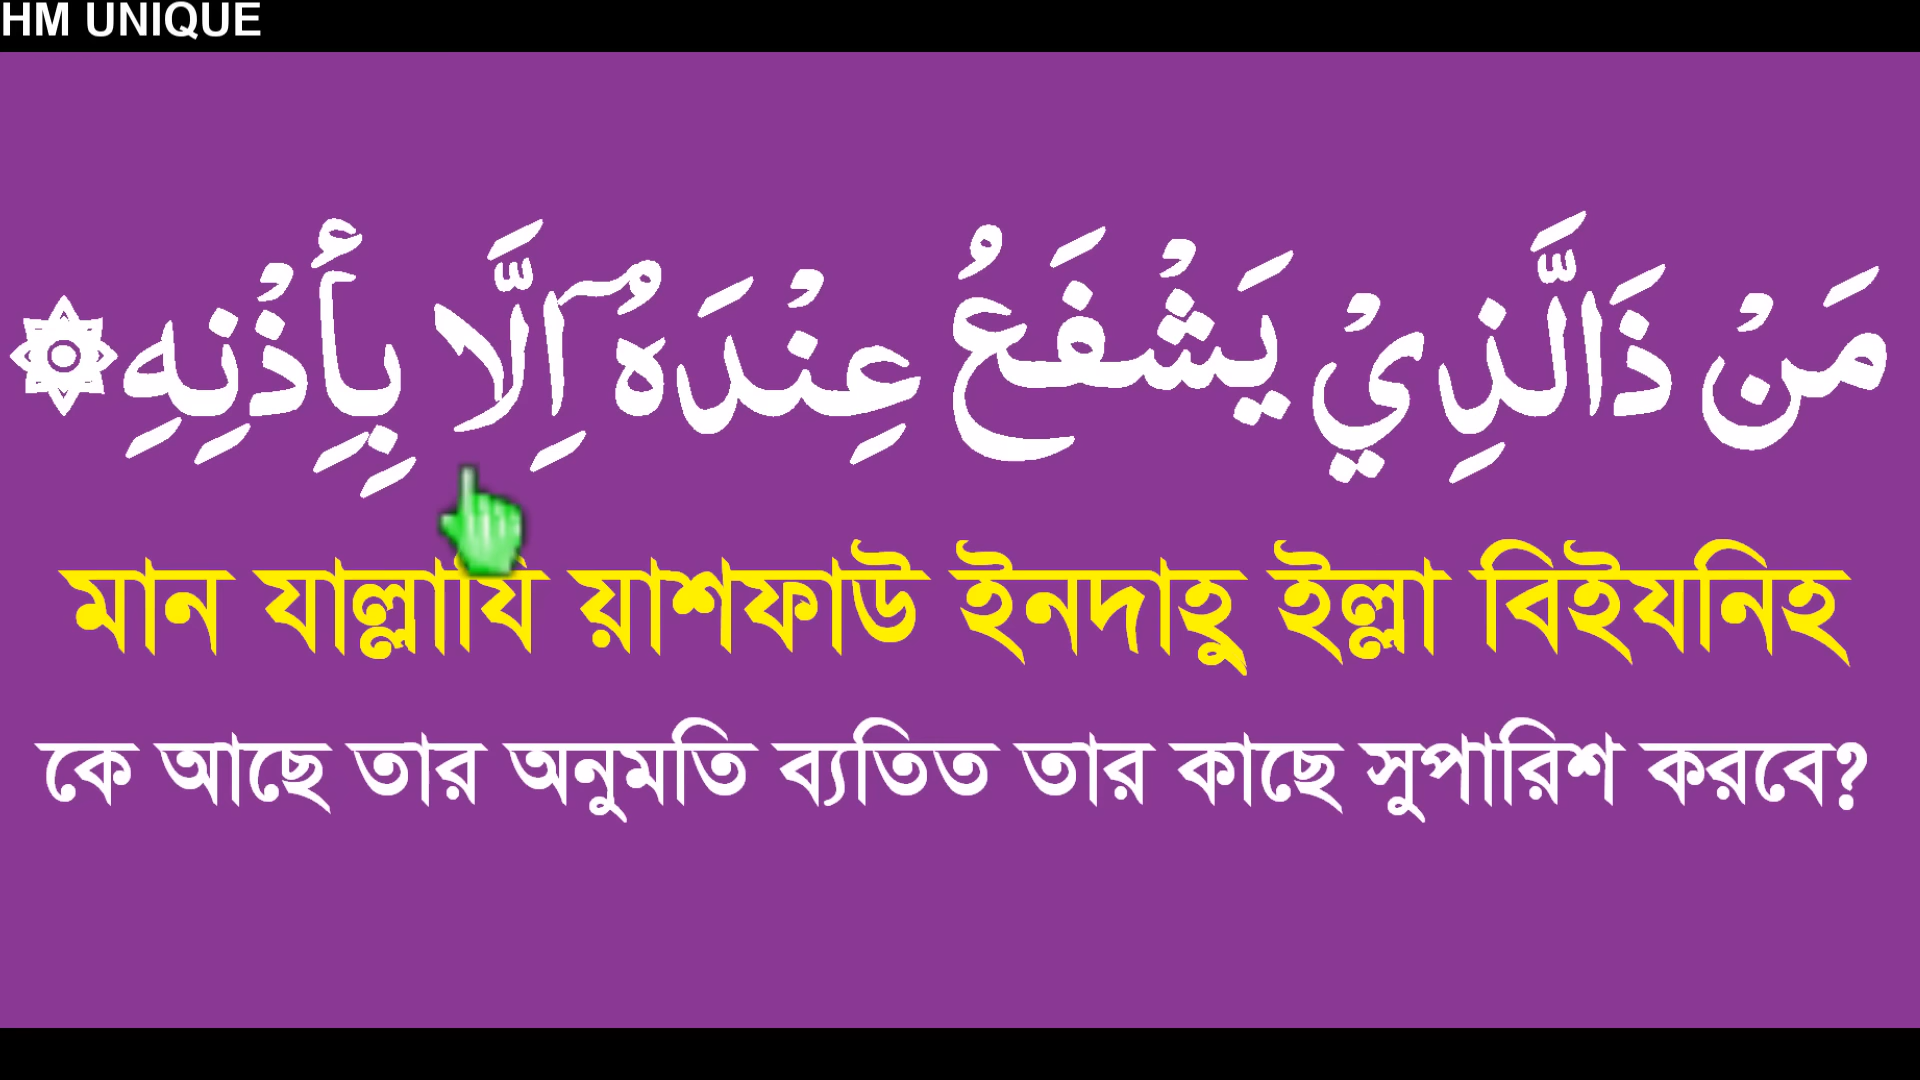 HM UNIQUE
مَنْ ذَالَّذِيْ يَشْفَعُ عِنْدَهُ آِلَّا بِأِذْنِهِ۞
মান যাল্লাযি য়াশফাউ ইনদাহু ইল্লা বিইযনিহ
কে আছে তার অনুমতি ব্যতিত তার কাছে সুপারিশ করবে?